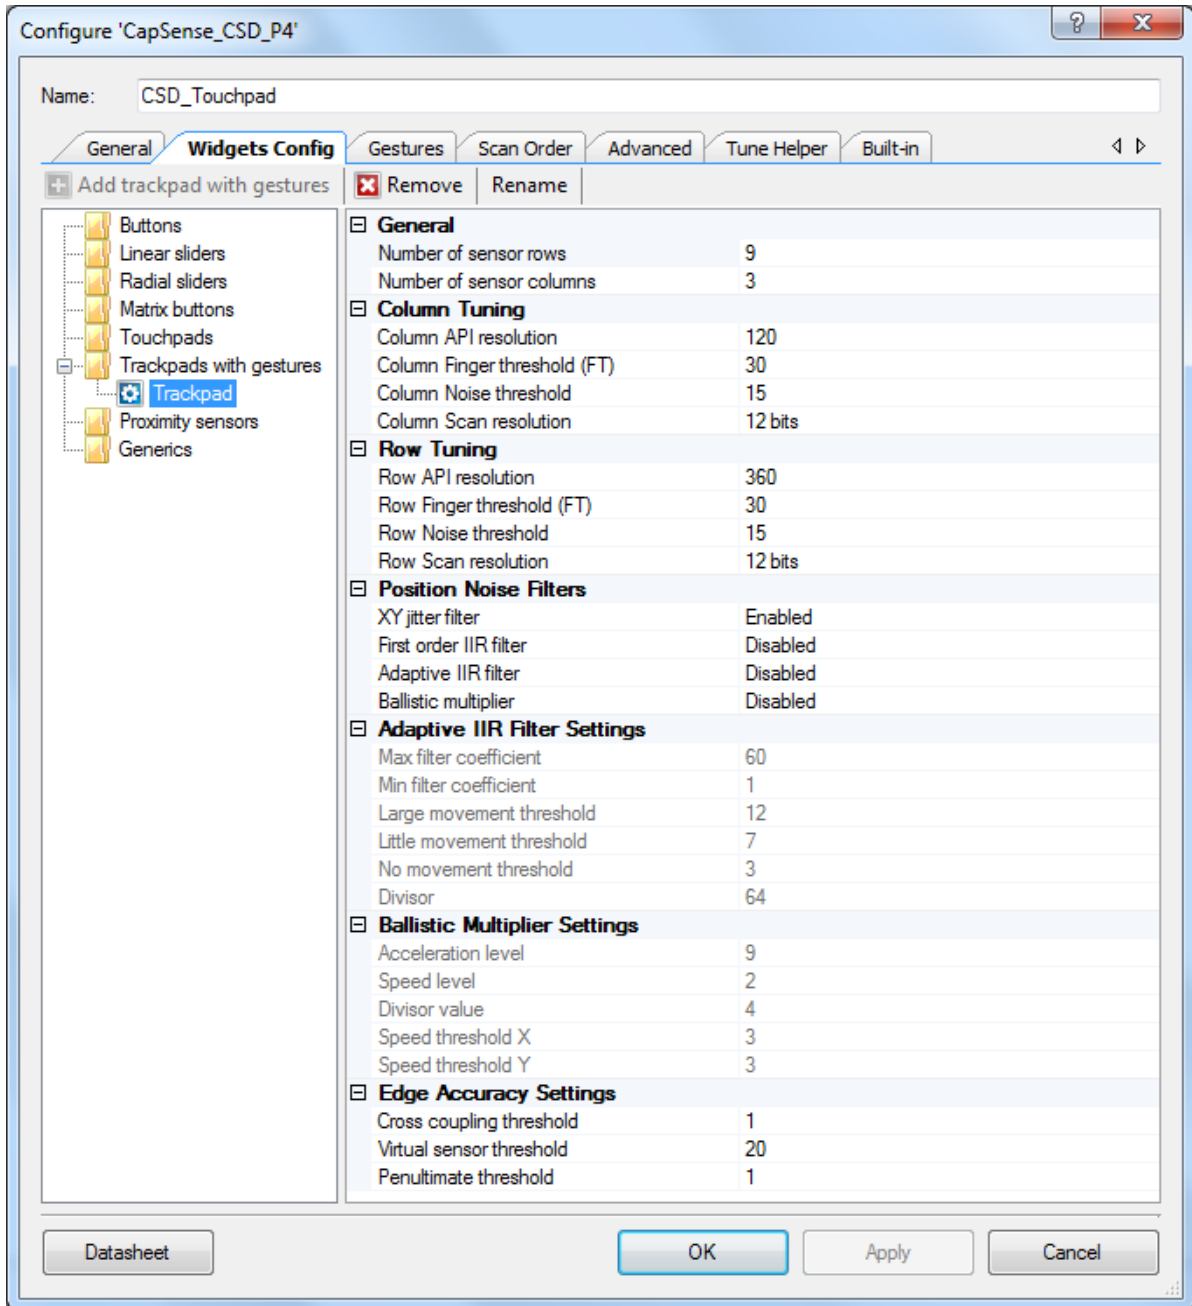 Configure 'CapSense_CSD_P4'
Name: CSD_Touchpad
General Widgets Config Gestures Scan Order Advanced Tune Helper Built-in
Add trackpad with gestures Remove Rename
Buttons
Linear sliders
Radial sliders
Matrix buttons
Touchpads
Trackpads with gestures
Trackpad
Proximity sensors
Generics
General
Number of sensor rows 9
Number of sensor columns 3
Column Tuning
Column API resolution 120
Column Finger threshold (FT) 30
Column Noise threshold 15
Column Scan resolution 12 bits
Row Tuning
Row API resolution 360
Row Finger threshold (FT) 30
Row Noise threshold 15
Row Scan resolution 12 bits
Position Noise Filters
XY jitter filter Enabled
First order IIR filter Disabled
Adaptive IIR filter Disabled
Ballistic multiplier Disabled
Adaptive IIR Filter Settings
Max filter coefficient 60
Min filter coefficient 1
Large movement threshold 12
Little movement threshold 7
No movement threshold 3
Divisor 64
Ballistic Multiplier Settings
Acceleration level 9
Speed level 2
Divisor value 4
Speed threshold X 3
Speed threshold Y 3
Edge Accuracy Settings
Cross coupling threshold 1
Virtual sensor threshold 20
Penultimate threshold 1
Datasheet OK Apply Cancel